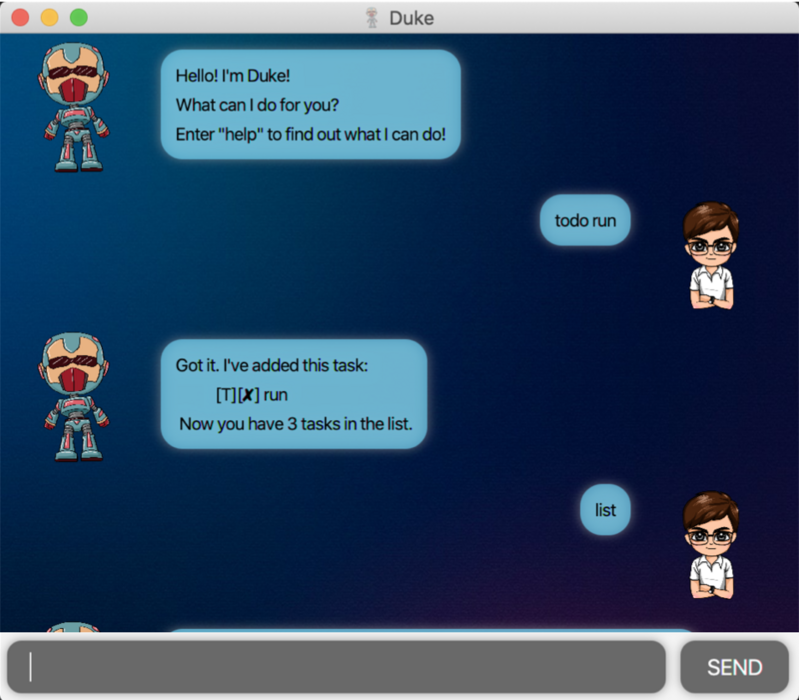 Duke
Hello! I'm Duke!
What can I do for you?
Enter "help" to find out what I can do!
todo run
Got it. I've added this task:
[T][✘] run
Now you have 3 tasks in the list.
list
SEND